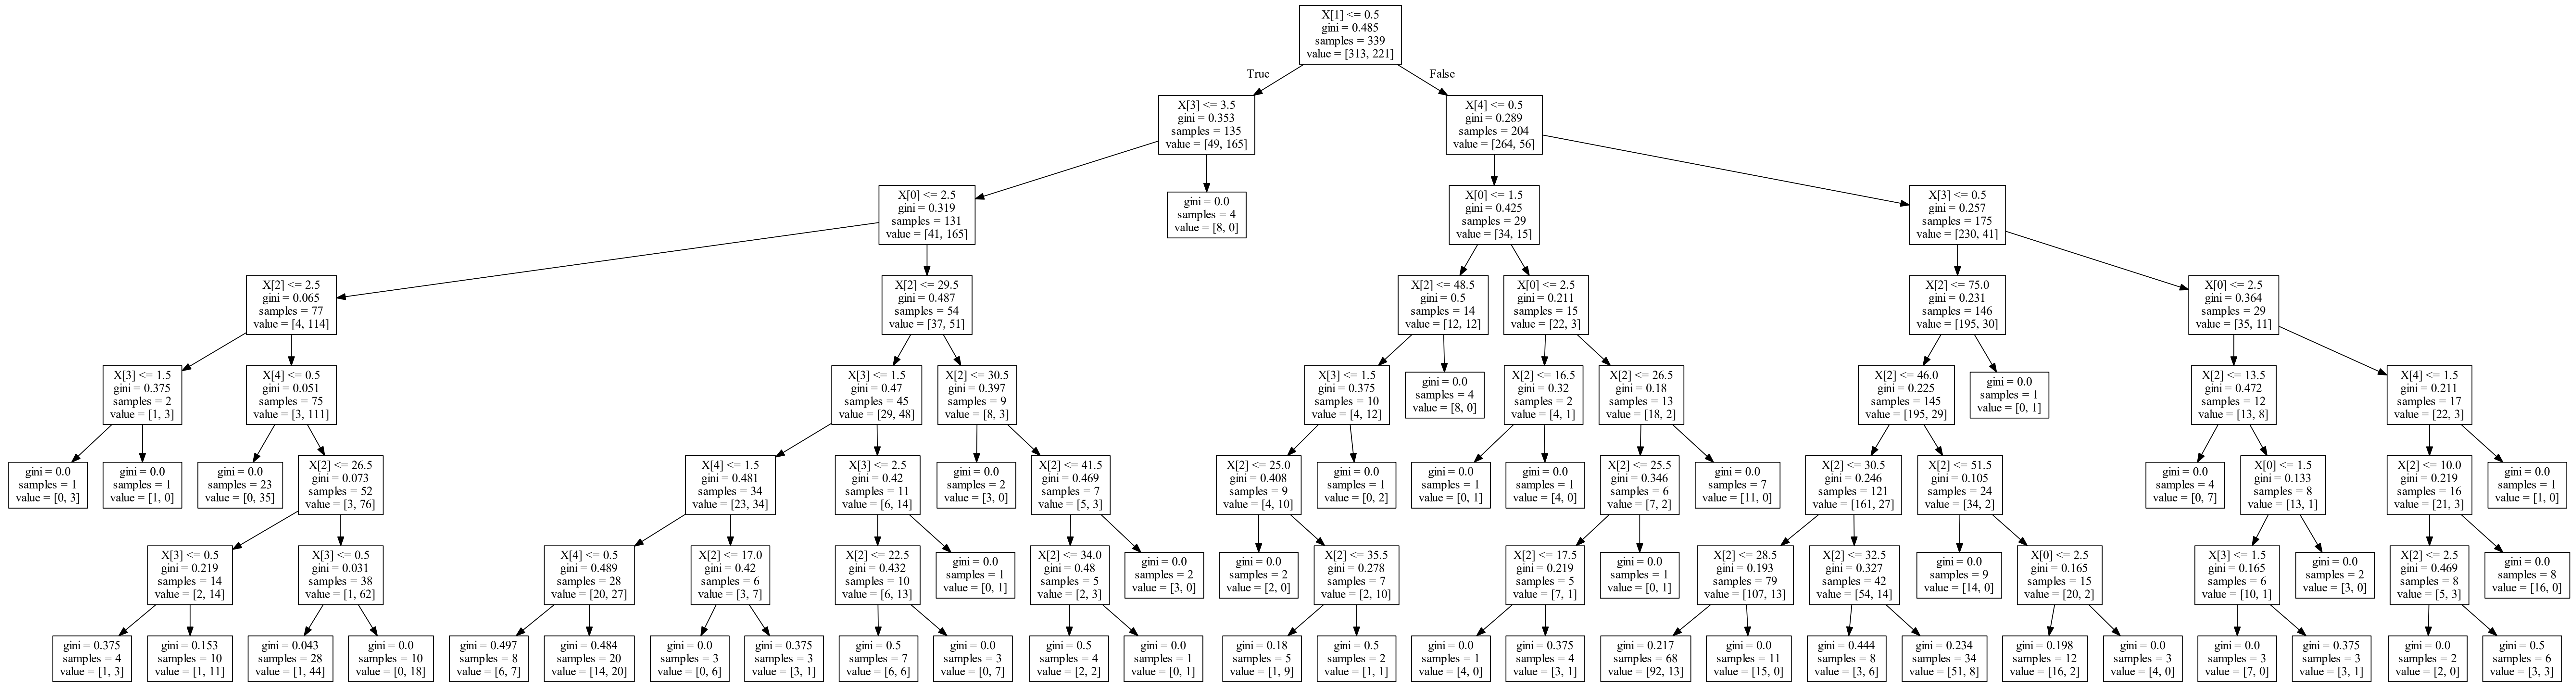 X[1] <= 0.5
gini = 0.485
samples = 339
value = [313, 221]
True
False
X[3] <= 3.5
gini = 0.353
samples = 135
value = [49, 165]
X[4] <= 0.5
gini = 0.289
samples = 204
value = [264, 56]
X[0] <= 2.5
gini = 0.319
samples = 131
value = [41, 165]
gini = 0.0
samples = 4
value = [8, 0]
X[0] <= 1.5
gini = 0.425
samples = 29
value = [34, 15]
X[3] <= 0.5
gini = 0.257
samples = 175
value = [230, 41]
X[2] <= 2.5
gini = 0.065
samples = 77
value = [4, 114]
X[2] <= 29.5
gini = 0.487
samples = 54
value = [37, 51]
X[2] <= 48.5
gini = 0.5
samples = 14
value = [12, 12]
X[0] <= 2.5
gini = 0.211
samples = 15
value = [22, 3]
X[2] <= 75.0
gini = 0.231
samples = 146
value = [195, 30]
X[0] <= 2.5
gini = 0.364
samples = 29
value = [35, 11]
X[3] <= 1.5
gini = 0.375
samples = 2
value = [1, 3]
X[4] <= 0.5
gini = 0.051
samples = 75
value = [3, 111]
X[3] <= 1.5
gini = 0.47
samples = 45
value = [29, 48]
X[2] <= 30.5
gini = 0.397
samples = 9
value = [8, 3]
X[3] <= 1.5
gini = 0.375
samples = 10
value = [4, 12]
gini = 0.0
samples = 4
value = [8, 0]
X[2] <= 16.5
gini = 0.32
samples = 2
value = [4, 1]
X[2] <= 26.5
gini = 0.18
samples = 13
value = [18, 2]
X[2] <= 46.0
gini = 0.225
samples = 145
value = [195, 29]
gini = 0.0
samples = 1
value = [0, 1]
X[2] <= 13.5
gini = 0.472
samples = 12
value = [13, 8]
X[4] <= 1.5
gini = 0.211
samples = 17
value = [22, 3]
gini = 0.0
samples = 1
value = [0, 3]
gini = 0.0
samples = 1
value = [1, 0]
gini = 0.0
samples = 23
value = [0, 35]
X[2] <= 26.5
gini = 0.073
samples = 52
value = [3, 76]
X[4] <= 1.5
gini = 0.481
samples = 34
value = [23, 34]
X[3] <= 2.5
gini = 0.42
samples = 11
value = [6, 14]
gini = 0.0
samples = 2
value = [3, 0]
X[2] <= 41.5
gini = 0.469
samples = 7
value = [5, 3]
X[2] <= 25.0
gini = 0.408
samples = 9
value = [4, 10]
gini = 0.0
samples = 1
value = [0, 2]
gini = 0.0
samples = 1
value = [0, 1]
gini = 0.0
samples = 1
value = [4, 0]
X[2] <= 25.5
gini = 0.346
samples = 6
value = [7, 2]
gini = 0.0
samples = 7
value = [11, 0]
X[2] <= 30.5
gini = 0.246
samples = 121
value = [161, 27]
X[2] <= 51.5
gini = 0.105
samples = 24
value = [34, 2]
gini = 0.0
samples = 4
value = [0, 7]
X[0] <= 1.5
gini = 0.133
samples = 8
value = [13, 1]
X[2] <= 10.0
gini = 0.219
samples = 16
value = [21, 3]
gini = 0.0
samples = 1
value = [1, 0]
X[3] <= 0.5
gini = 0.219
samples = 14
value = [2, 14]
X[3] <= 0.5
gini = 0.031
samples = 38
value = [1, 62]
X[4] <= 0.5
gini = 0.489
samples = 28
value = [20, 27]
X[2] <= 17.0
gini = 0.42
samples = 6
value = [3, 7]
X[2] <= 22.5
gini = 0.432
samples = 10
value = [6, 13]
gini = 0.0
samples = 1
value = [0, 1]
X[2] <= 34.0
gini = 0.48
samples = 5
value = [2, 3]
gini = 0.0
samples = 2
value = [3, 0]
gini = 0.0
samples = 2
value = [2, 0]
X[2] <= 35.5
gini = 0.278
samples = 7
value = [2, 10]
X[2] <= 17.5
gini = 0.219
samples = 5
value = [7, 1]
gini = 0.0
samples = 1
value = [0, 1]
X[2] <= 28.5
gini = 0.193
samples = 79
value = [107, 13]
X[2] <= 32.5
gini = 0.327
samples = 42
value = [54, 14]
gini = 0.0
samples = 9
value = [14, 0]
X[0] <= 2.5
gini = 0.165
samples = 15
value = [20, 2]
X[3] <= 1.5
gini = 0.165
samples = 6
value = [10, 1]
gini = 0.0
samples = 2
value = [3, 0]
X[2] <= 2.5
gini = 0.469
samples = 8
value = [5, 3]
gini = 0.0
samples = 8
value = [16, 0]
gini = 0.375
samples = 4
value = [1, 3]
gini = 0.153
samples = 10
value = [1, 11]
gini = 0.043
samples = 28
value = [1, 44]
gini = 0.0
samples = 10
value = [0, 18]
gini = 0.497
samples = 8
value = [6, 7]
gini = 0.484
samples = 20
value = [14, 20]
gini = 0.0
samples = 3
value = [0, 6]
gini = 0.375
samples = 3
value = [3, 1]
gini = 0.5
samples = 7
value = [6, 6]
gini = 0.0
samples = 3
value = [0, 7]
gini = 0.5
samples = 4
value = [2, 2]
gini = 0.0
samples = 1
value = [0, 1]
gini = 0.18
samples = 5
value = [1, 9]
gini = 0.5
samples = 2
value = [1, 1]
gini = 0.0
samples = 1
value = [4, 0]
gini = 0.375
samples = 4
value = [3, 1]
gini = 0.217
samples = 68
value = [92, 13]
gini = 0.0
samples = 11
value = [15, 0]
gini = 0.444
samples = 8
value = [3, 6]
gini = 0.234
samples = 34
value = [51, 8]
gini = 0.198
samples = 12
value = [16, 2]
gini = 0.0
samples = 3
value = [4, 0]
gini = 0.0
samples = 3
value = [7, 0]
gini = 0.375
samples = 3
value = [3, 1]
gini = 0.0
samples = 2
value = [2, 0]
gini = 0.5
samples = 6
value = [3, 3]